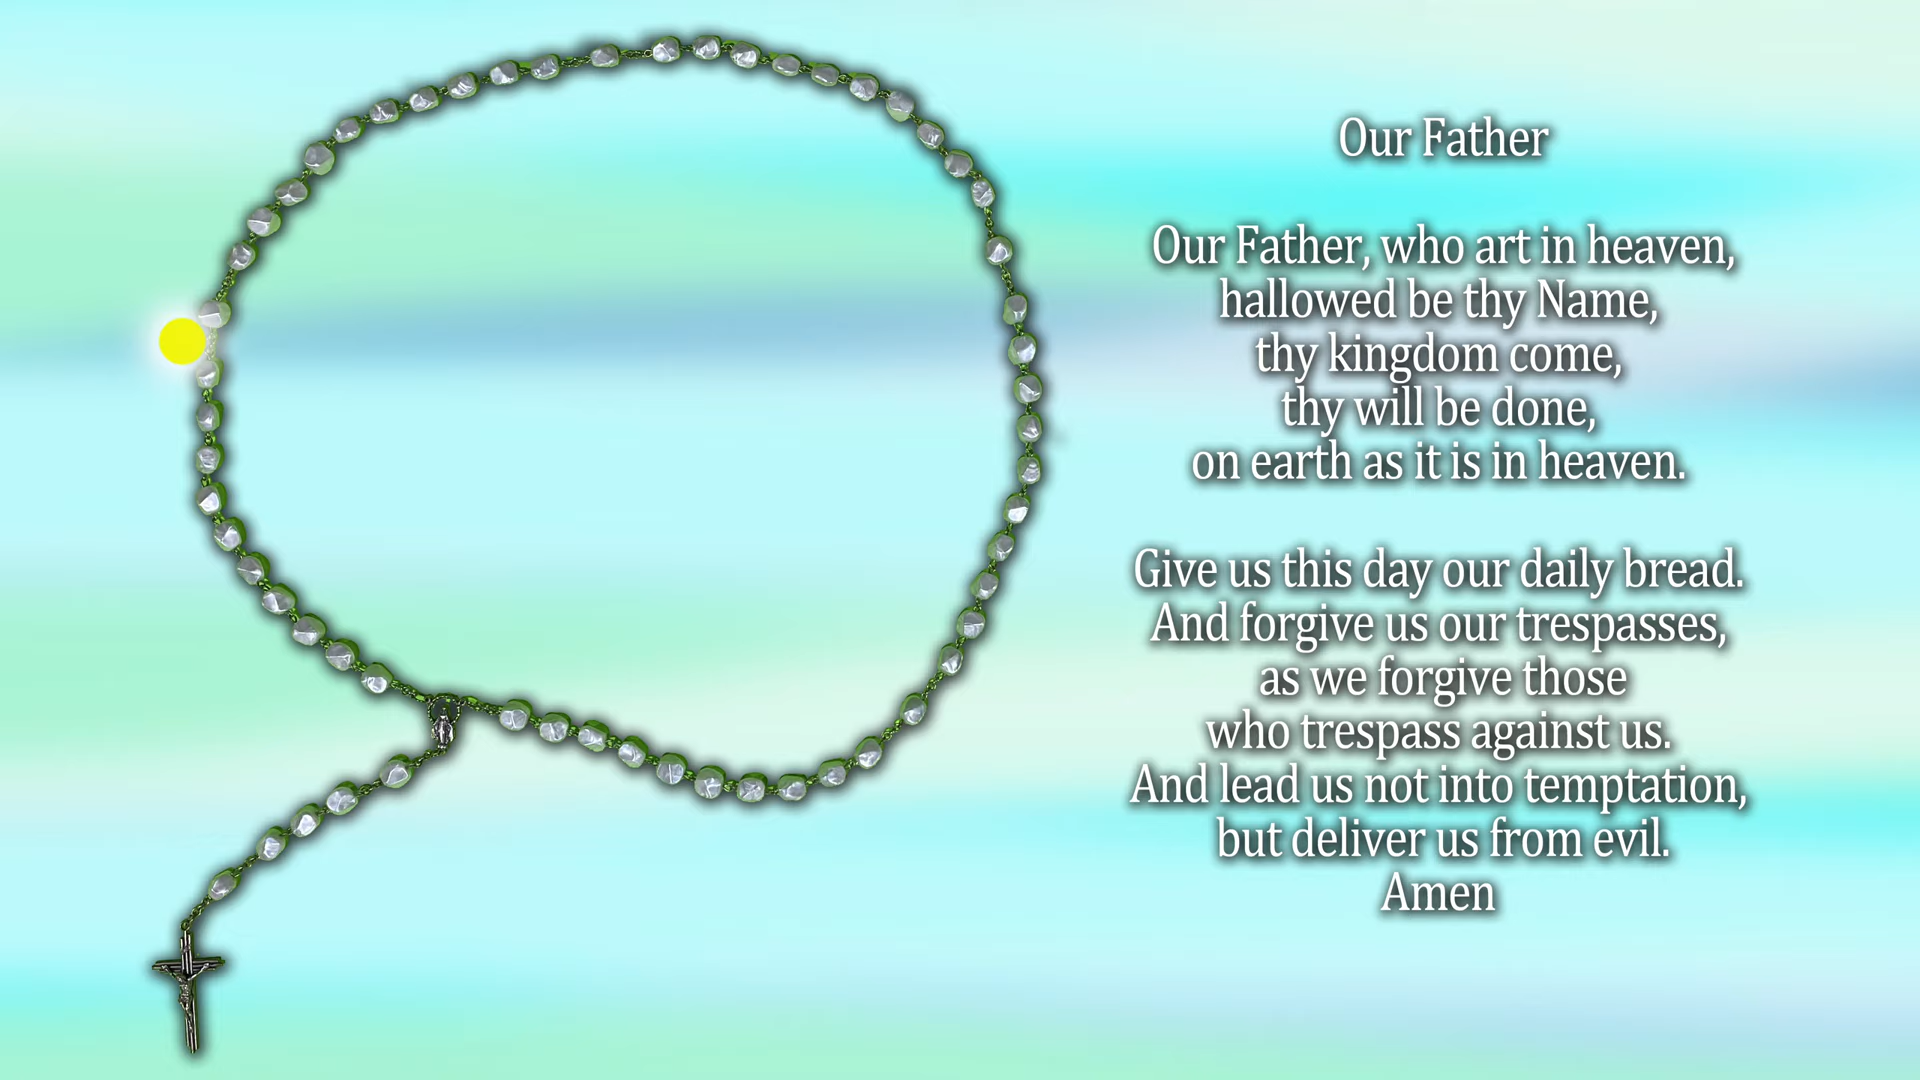 Our Father
Our Father, who art in heaven,
hallowed be thy Name,
thy kingdom come,
thy will be done,
on earth as it is in heaven.
Give us this day our daily bread.
And forgive us our trespasses,
as we forgive those
who trespass against us.
And lead us not into temptation,
but deliver us from evil.
Amen